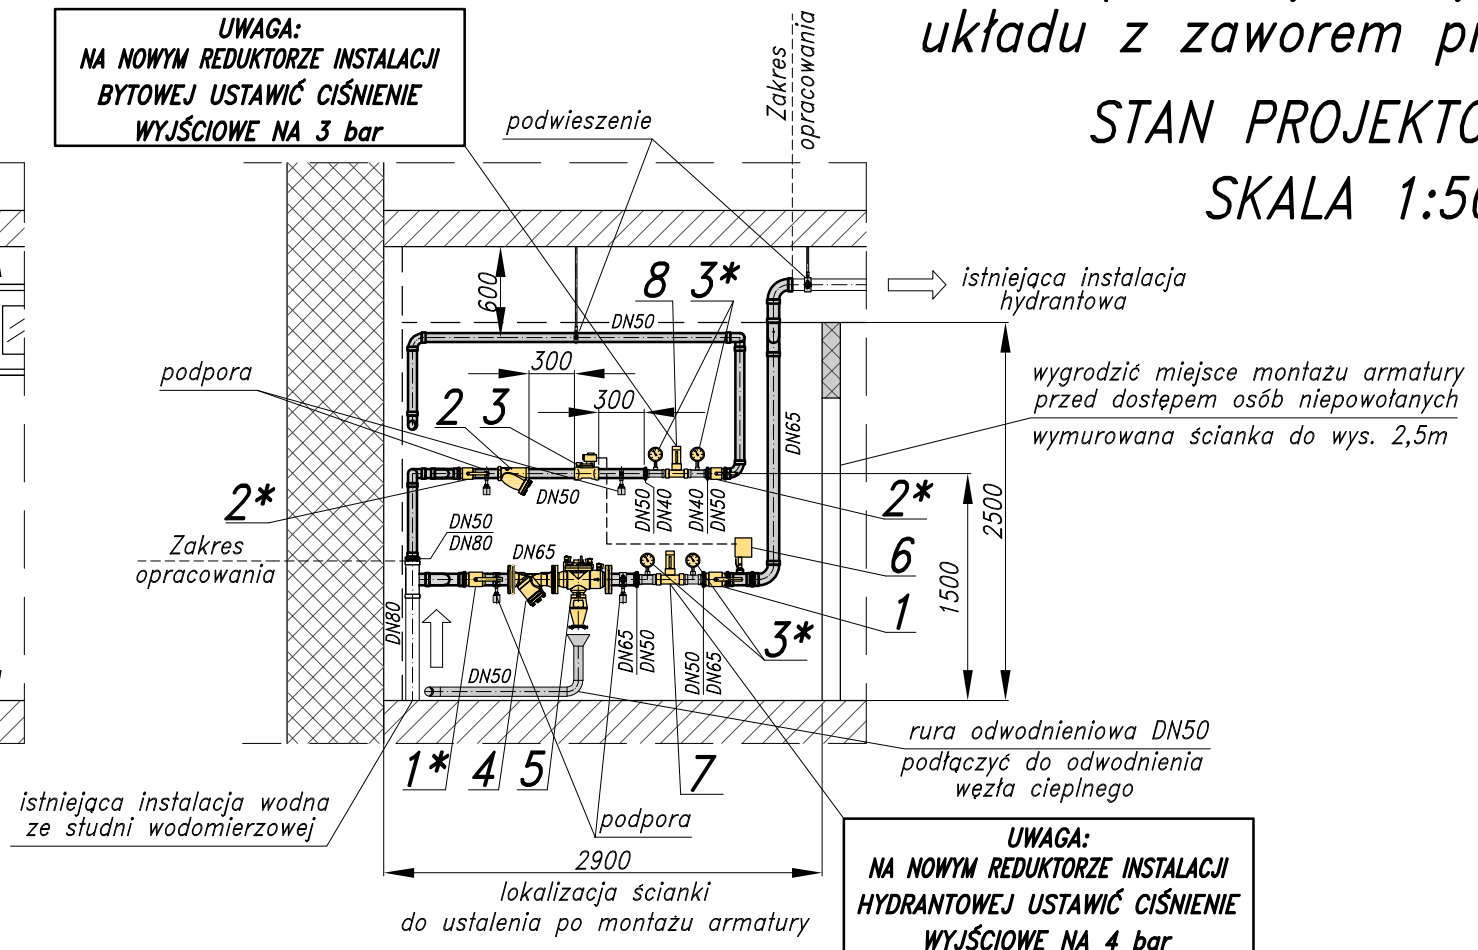 układu z zaworem
STAN
SKALA
UWAGA:
NA NOWYM REDUKTORZE INSTALACJI
BYTOWEJ USTAWIĆ CIŚNIENIE
WYJŚCIOWE NA 3 bar
podwieszenie
Zakres
opracowania
600
DN50
8
3*
istniejąca instalacja
hydrantowa
podpora
300
2
3
300
DN65
wygrodzić miejsce montażu armatury
przed dostępem osób niepowołanych
wymurowana ścianka do wys. 2,5m
2*
DN50
DN50
DN40
DN40
DN50
2*
2500
DN50
DN80
Zakres
opracowania
DN65
6
1500
1
DN80
DN65
DN50
3*
DN50
DN65
DN50
1*
4
5
7
rura odwodnieniowa DN50
podłączyć do odwodnienia
węzła cieplnego
istniejąca instalacja wodna
ze studni wodomierzowej
podpora
2900
lokalizacja ścianki
do ustalenia po montażu armatury
UWAGA:
NA NOWYM REDUKTORZE INSTALACJI
HYDRANTOWEJ USTAWIĆ CIŚNIENIE
WYJŚCIOWE NA 4 bar